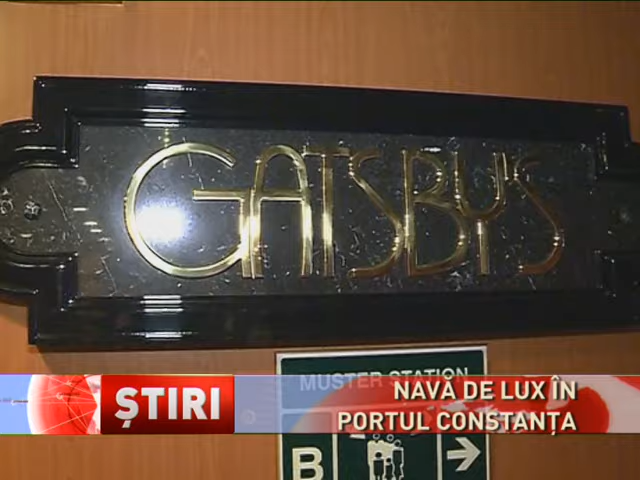 GATSBY'S
MUSTER STATION
ȘTIRI
NAVĂ DE LUX ÎN
PORTUL CONSTANȚA
B